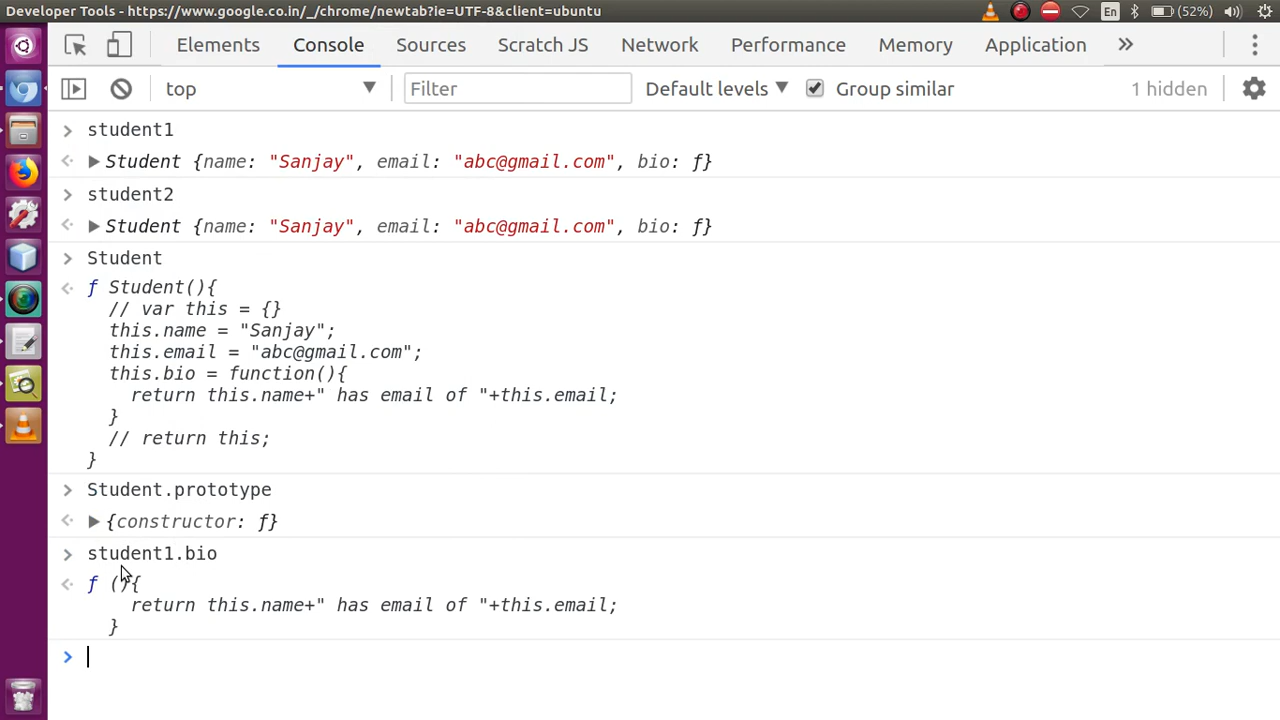 Developer Tools - https://www.google.co.in/_/chrome/newtab?ie=UTF-8&client=ubuntu En (52%)
Elements Console Sources Scratch JS Network Performance Memory Application »
top Filter Default levels Group similar 1 hidden
> student1
Student {name: "Sanjay", email: "abc@gmail.com", bio: ƒ}
> student2
Student {name: "Sanjay", email: "abc@gmail.com", bio: ƒ}
> Student
ƒ Student(){
// var this = {}
this.name = "Sanjay";
this.email = "abc@gmail.com";
this.bio = function(){
return this.name+" has email of "+this.email;
}
// return this;
}
> Student.prototype
{constructor: ƒ}
> student1.bio
ƒ (){
return this.name+" has email of "+this.email;
}
>